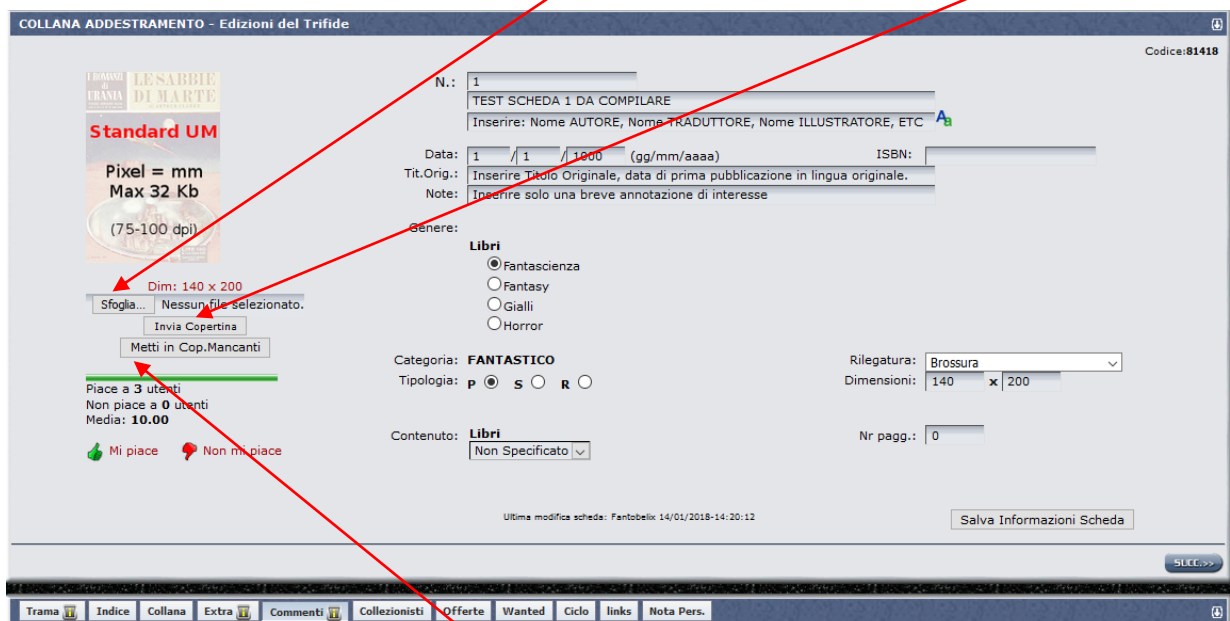 COLLANA ADDESTRAMENTO - Edizioni del Trifide
Codice:81418
I ROMANZI di URANIA
LE SABBIE
DI MARTE
Standard UM
Pixel = mm
Max 32 Kb
(75-100 dpi)
Dim: 140 x 200
Sfoglia... Nessun file selezionato.
Invia Copertina
Metti in Cop.Mancanti
Piace a 3 utenti
Non piace a 0 utenti
Media: 10.00
Mi piace Non mi piace
N.: 1
TEST SCHEDA 1 DA COMPILARE
Inserire: Nome AUTORE, Nome TRADUTTORE, Nome ILLUSTRATORE, ETC Aa
Data: 1 / 1 / 1000 (gg/mm/aaaa) ISBN:
Tit.Orig.: Inserire Titolo Originale, data di prima pubblicazione in lingua originale.
Note: Inserire solo una breve annotazione di interesse
Genere:
Libri
Fantascienza
Fantasy
Gialli
Horror
Categoria: FANTASTICO Rilegatura: Brossura
Tipologia: P S R Dimensioni: 140 x 200
Contenuto: Libri Nr pagg.: 0
Non Specificato
Ultima modifica scheda: Fantobelix 14/01/2018-14:20:12
Salva Informazioni Scheda
SUCC.>>
Trama Indice Collana Extra Commenti Collezionisti Offerte Wanted Ciclo links Nota Pers.